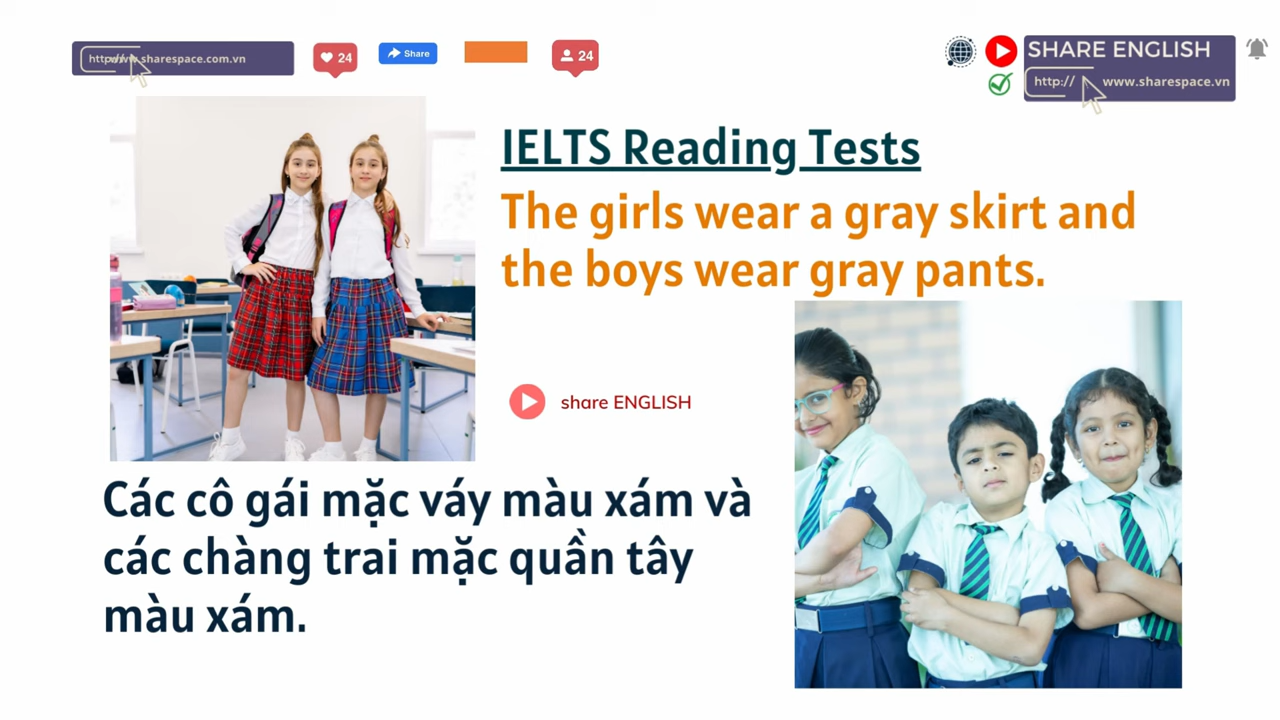 http://www.sharespace.com.vn
24
Share
24
SHARE ENGLISH
http:// www.sharespace.vn
IELTS Reading Tests
The girls wear a gray skirt and
the boys wear gray pants.
share ENGLISH
Các cô gái mặc váy màu xám và
các chàng trai mặc quần tây
màu xám.